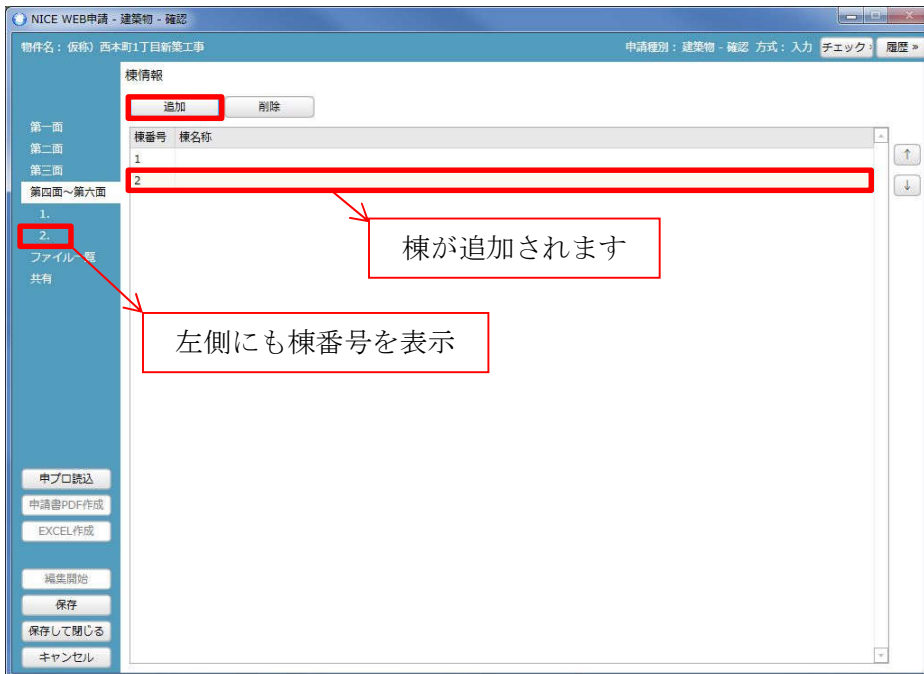 NICE WEB申請 - 建築物 - 確認
物件名：仮称）西本町1丁目新築工事
申請種別：建築物 - 確認 方式：入力
チェック »
履歴 »
棟情報
追加
削除
第一面
第二面
第三面
第四面～第六面
1.
2.
ファイル一覧
共有
棟番号 棟名称
1
2
↑
↓
棟が追加されます
左側にも棟番号を表示
申プロ読込
申請書PDF作成
EXCEL作成
編集開始
保存
保存して閉じる
キャンセル